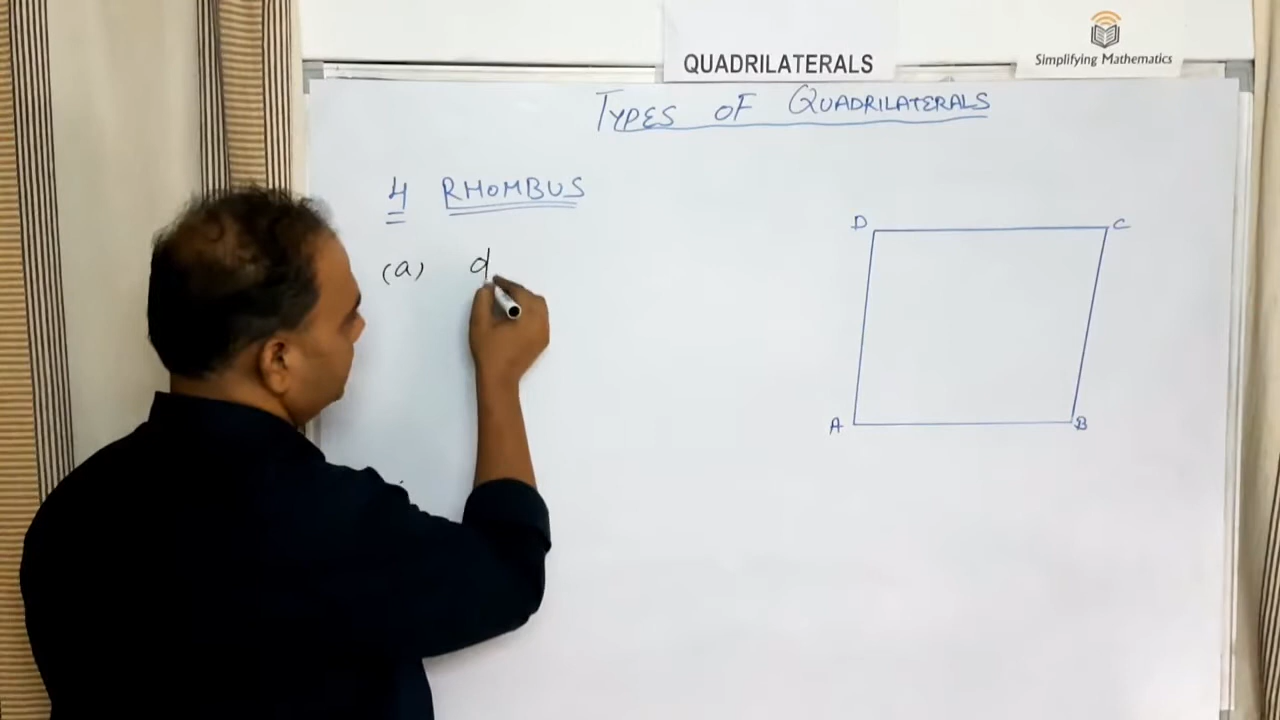 QUADRILATERALS
Simplifying Mathematics
TYPES OF QUADRILATERALS
4 RHOMBUS
(a) d
D
C
A
B